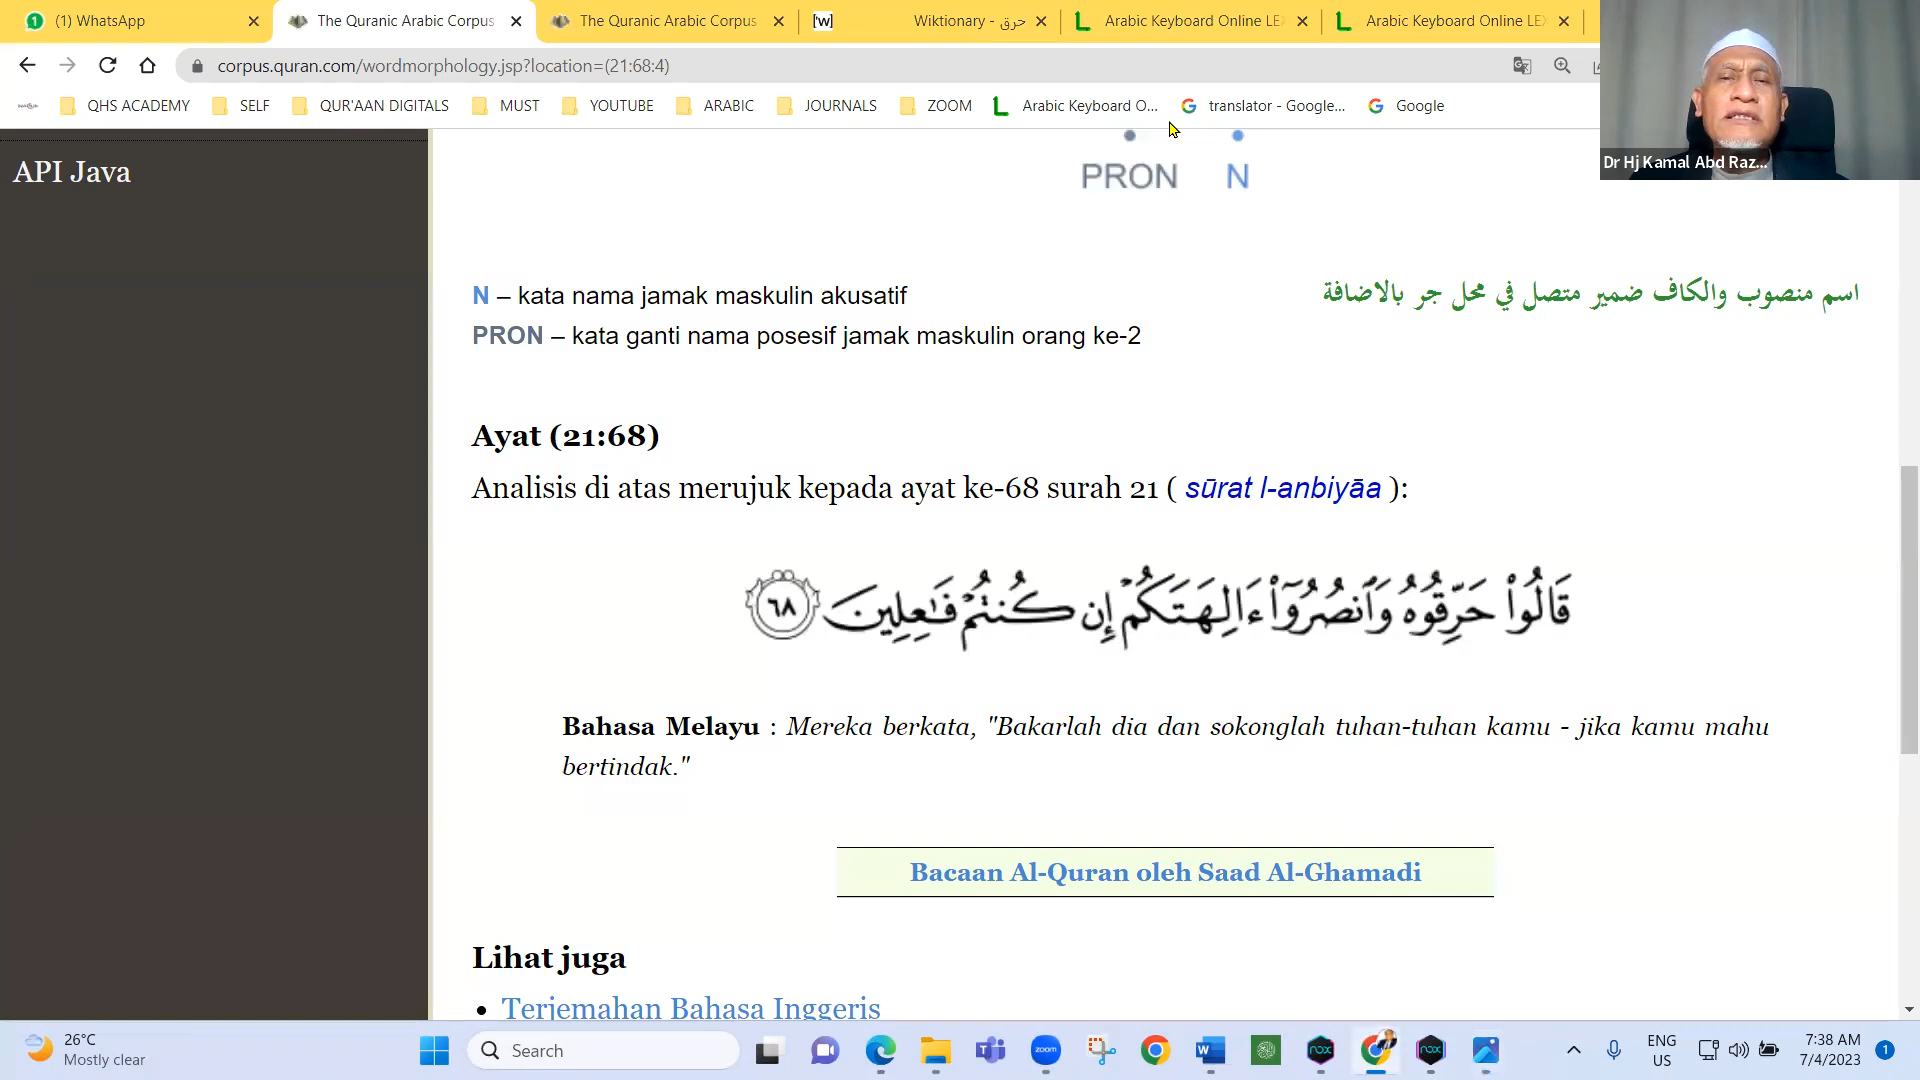 (1) WhatsApp
The Quranic Arabic Corpus
The Quranic Arabic Corpus
['w]
Wiktionary - حرق
Arabic Keyboard Online LEX
Arabic Keyboard Online LEX
corpus.quran.com/wordmorphology.jsp?location=(21:68:4)
QHS ACADEMY
SELF
QUR'AAN DIGITALS
MUST
YOUTUBE
ARABIC
JOURNALS
ZOOM
Arabic Keyboard O...
translator - Google...
Google
Dr Hj Kamal Abd Raz...
API Java
PRON N
N – kata nama jamak maskulin akusatif
PRON – kata ganti nama posesif jamak maskulin orang ke-2
اسم منصوب والكاف ضمير متصل في محل جر بالاضافة
Ayat (21:68)
Analisis di atas merujuk kepada ayat ke-68 surah 21 ( sūrat l-anbiyāa ):
قَالُوا۟ حَرِّقُوهُ وَٱنصُرُوٓا۟ ءَالِهَتَكُمْ إِن كُنتُمْ فَـٰعِلِينَ ٦٨
Bahasa Melayu : Mereka berkata, "Bakarlah dia dan sokonglah tuhan-tuhan kamu - jika kamu mahu
bertindak."
Bacaan Al-Quran oleh Saad Al-Ghamadi
Lihat juga
• Terjemahan Bahasa Inggeris
26°C
Mostly clear
Search
zoom
nox
nox
ENG
US
7:38 AM
7/4/2023
1